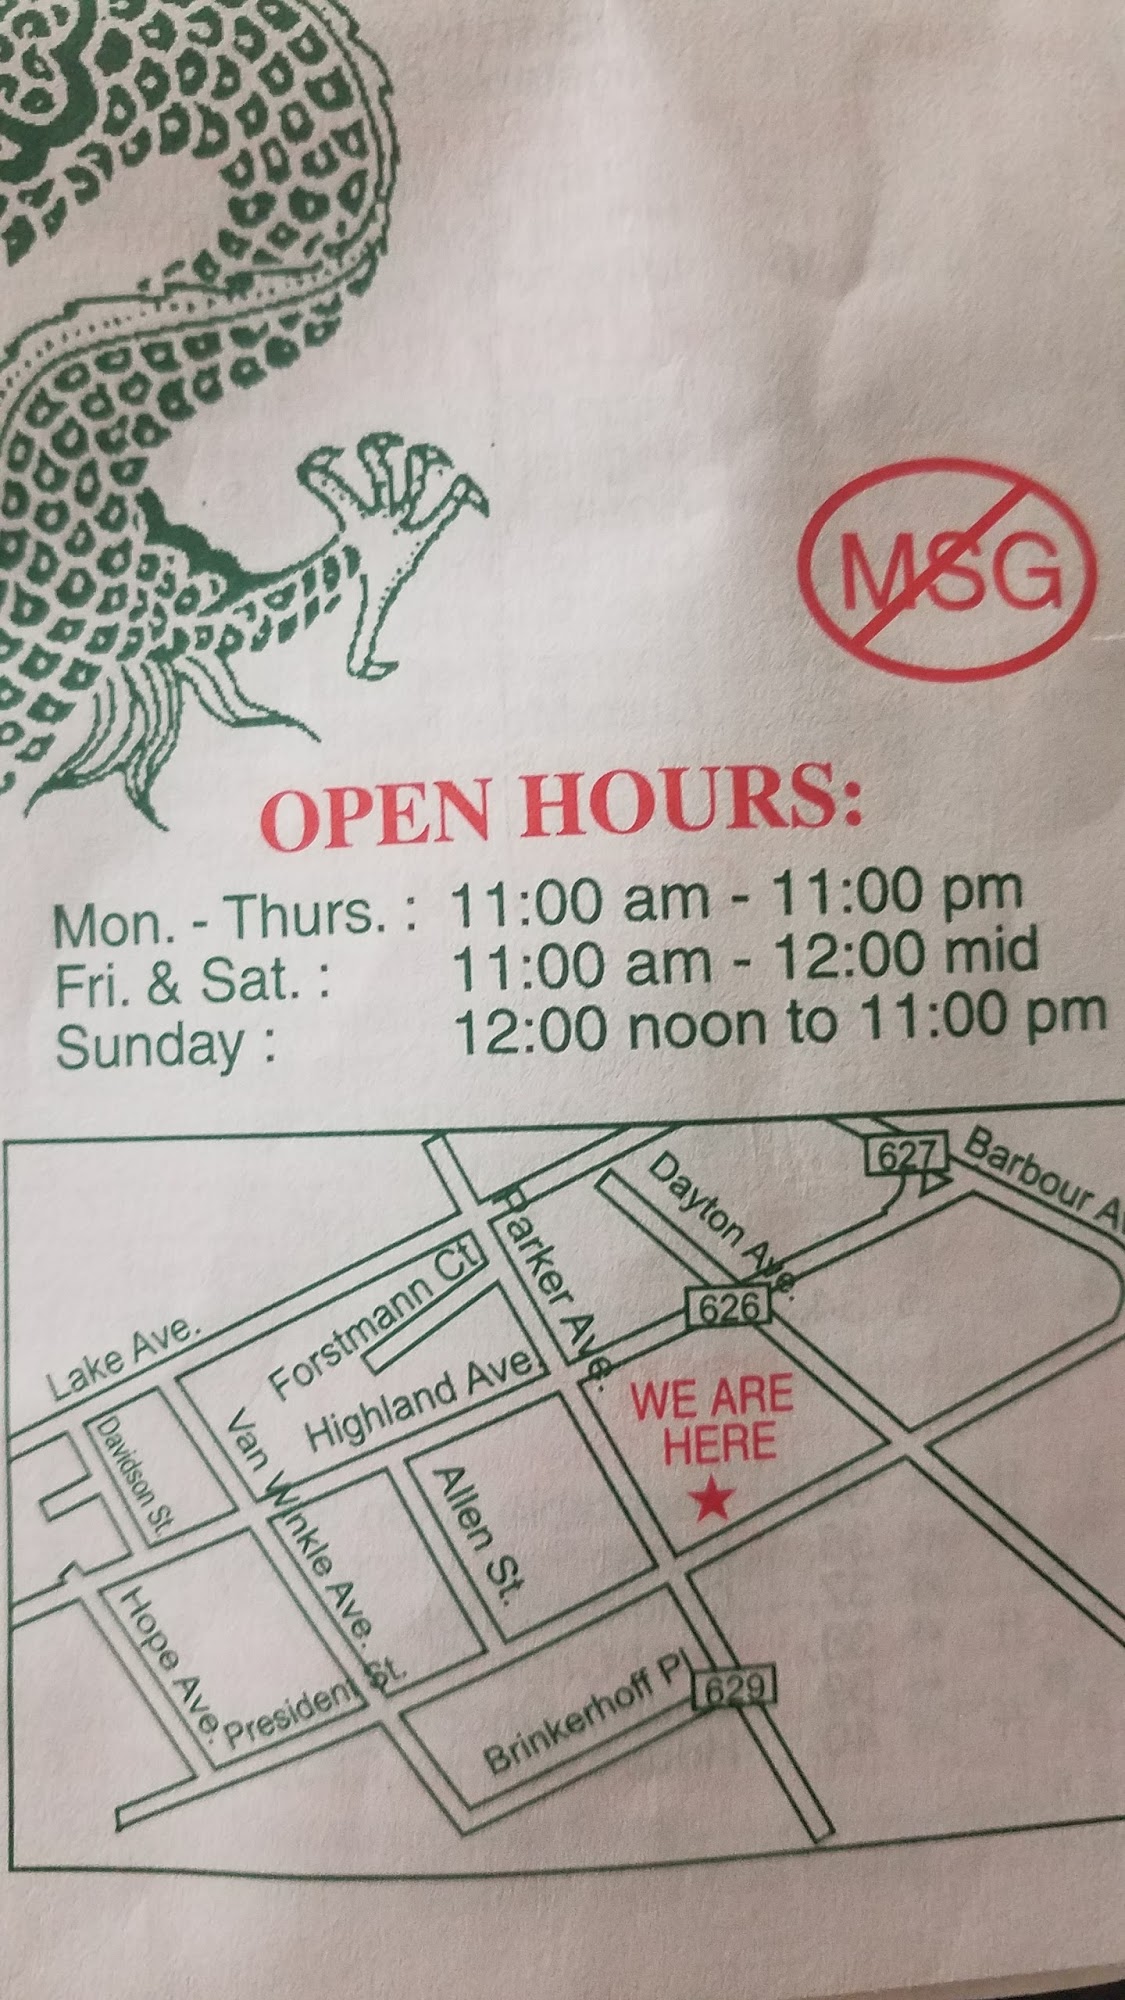 MSG
OPEN HOURS:
Mon. - Thurs. : 11:00 am - 11:00 pm
Fri. & Sat. : 11:00 am - 12:00 mid
Sunday : 12:00 noon to 11:00 pm
627
Barbour
Dayton Ave.
Parker Ave.
626
Forstmann Ct.
Lake Ave.
Highland Ave.
WE ARE
HERE
Van Winkle Ave.
Davidson St.
Allen St.
Hope Ave.
President St.
Brinkerhoff Pl
629